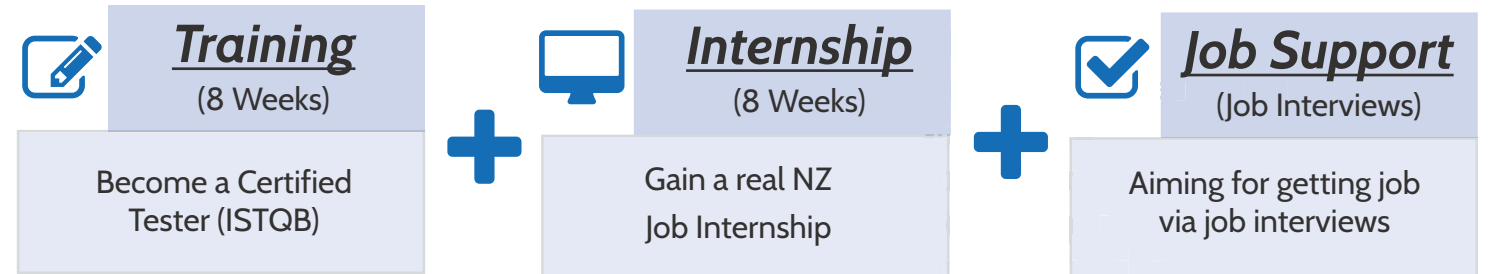 Training
(8 Weeks)
Become a Certified
Tester (ISTQB)
Internship
(8 Weeks)
Gain a real NZ
Job Internship
Job Support
(Job Interviews)
Aiming for getting job
via job interviews